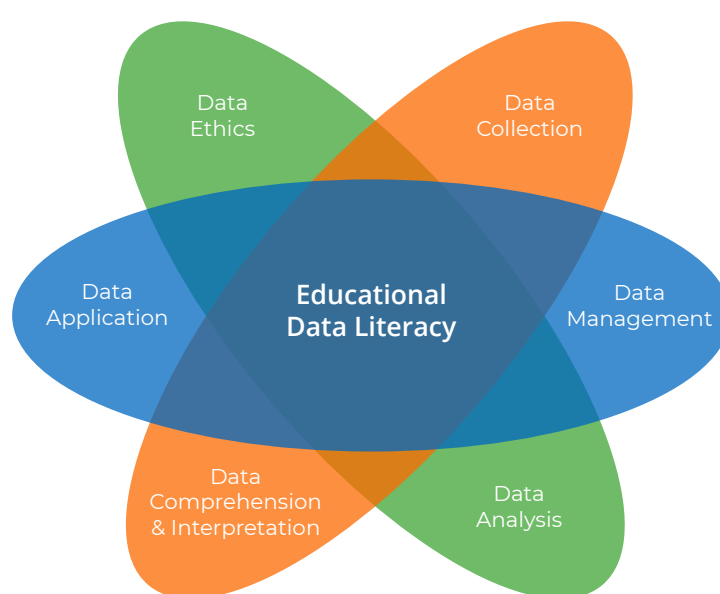 Data
Ethics
Data
Collection
Data
Application
Educational
Data Literacy
Data
Management
Data
Comprehension
& Interpretation
Data
Analysis